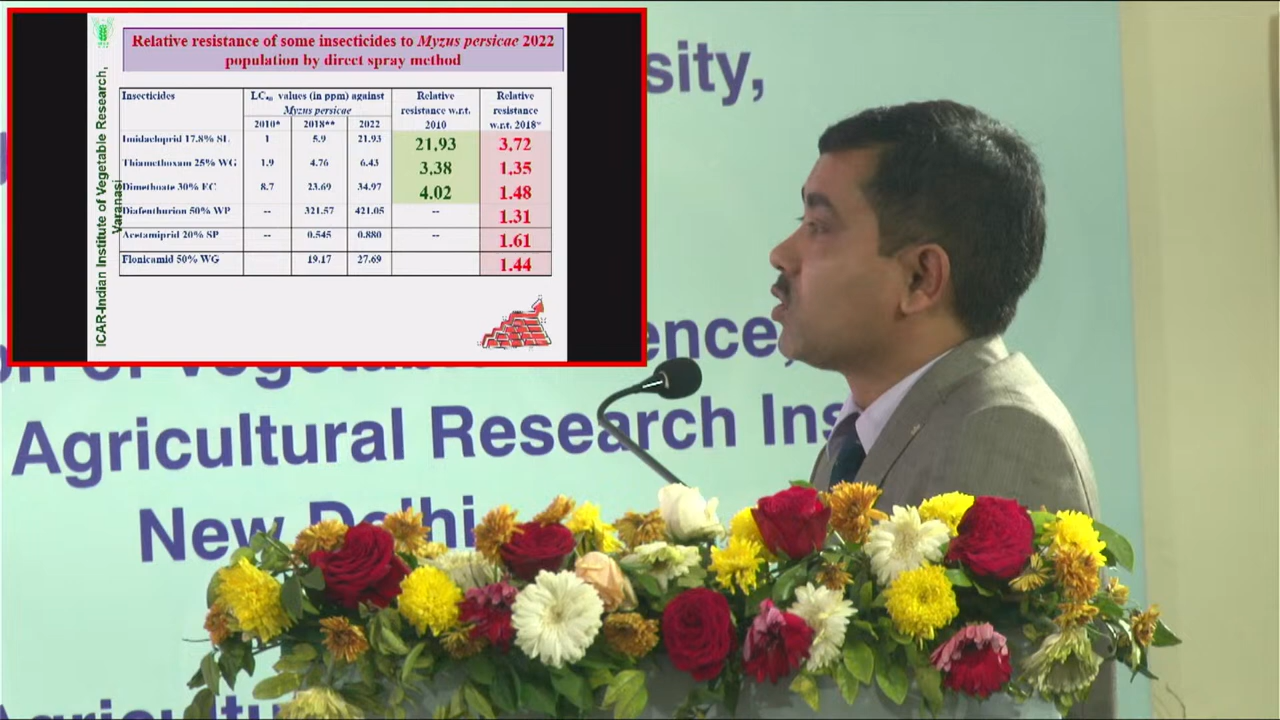 Relative resistance of some insecticides to Myzus persicae 2022
population by direct spray method
ICAR-Indian Institute of Vegetable Research,
Varanasi
Insecticides LC50 values (in ppm) against Relative Relative
Myzus persicae resistance w.r.t. resistance
2010* 2018** 2022 2010 w.r.t. 2018*
Imidacloprid 17.8% SL 1 5.9 21.93 21.93 3.72
Thiamethoxam 25% WG 1.9 4.76 6.43 3.38 1.35
Dimethoate 30% EC 8.7 23.69 34.97 4.02 1.48
Diafenthurion 50% WP -- 321.57 421.05 -- 1.31
Acetamiprid 20% SP -- 0.545 0.880 -- 1.61
Flonicamid 50% WG 19.17 27.69 1.44
sity,
ence,
Agricultural Research Ins
New Delhi